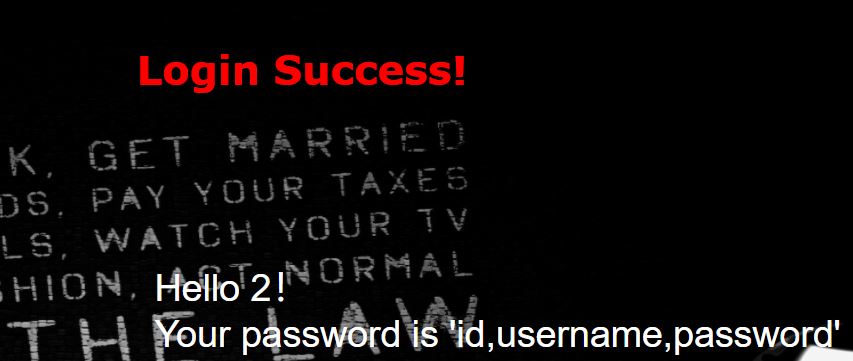 Login Success!
K, GET MARRIED
DS, PAY YOUR TAXES
LS, WATCH YOUR TV
HION, ACT NORMAL
THE LAW
Hello 2！
Your password is 'id,username,password'